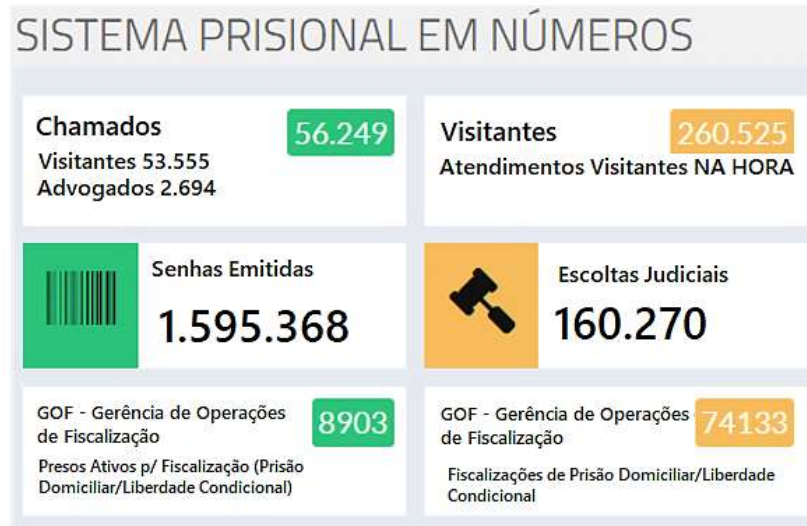 SISTEMA PRISIONAL EM NÚMEROS
Chamados
56.249
Visitantes 53.555
Advogados 2.694
Visitantes
260.525
Atendimentos Visitantes NA HORA
Senhas Emitidas
1.595.368
Escoltas Judiciais
160.270
GOF - Gerência de Operações
de Fiscalização
8903
Presos Ativos p/ Fiscalização (Prisão
Domiciliar/Liberdade Condicional)
GOF - Gerência de Operações
de Fiscalização
74133
Fiscalizações de Prisão Domiciliar/Liberdade
Condicional